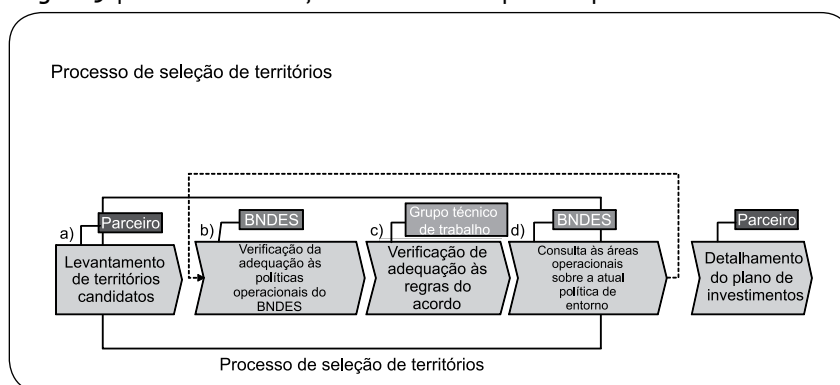 Processo de seleção de territórios
a)
Parceiro
Levantamento
de territórios
candidatos
b)
BNDES
Verificação da
adequação às
políticas
operacionais do
BNDES
c)
Grupo técnico
de trabalho
Verificação de
adequação às
regras do
acordo
d)
BNDES
Consulta às áreas
operacionais
sobre a atual
política de
entorno
Parceiro
Detalhamento
do plano de
investimentos
Processo de seleção de territórios